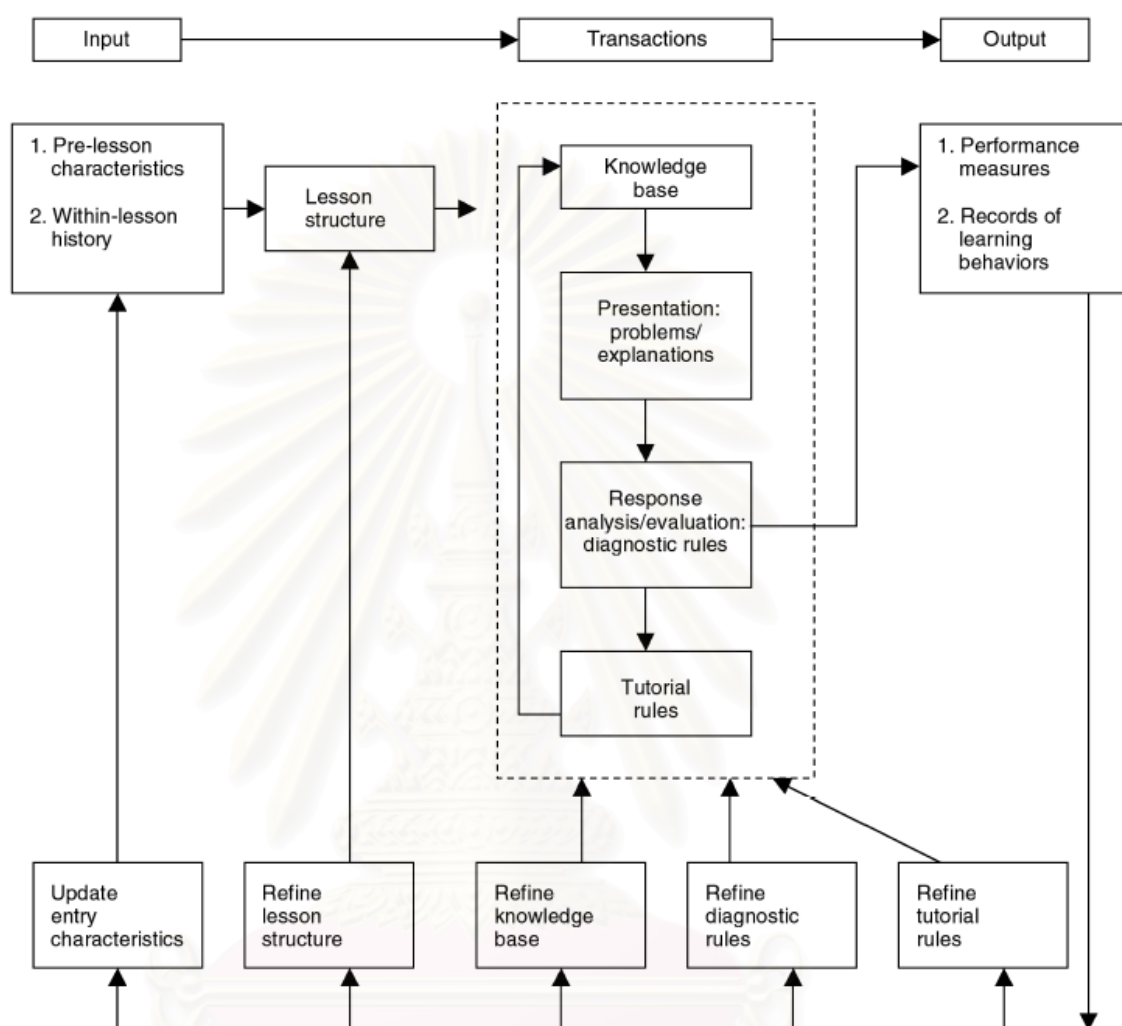 Input
Transactions
Output
1. Pre-lesson
characteristics
2. Within-lesson
history
Lesson
structure
Knowledge
base
Presentation:
problems/
explanations
Response
analysis/evaluation:
diagnostic rules
Tutorial
rules
1. Performance
measures
2. Records of
learning
behaviors
Update
entry
characteristics
Refine
lesson
structure
Refine
knowledge
base
Refine
diagnostic
rules
Refine
tutorial
rules